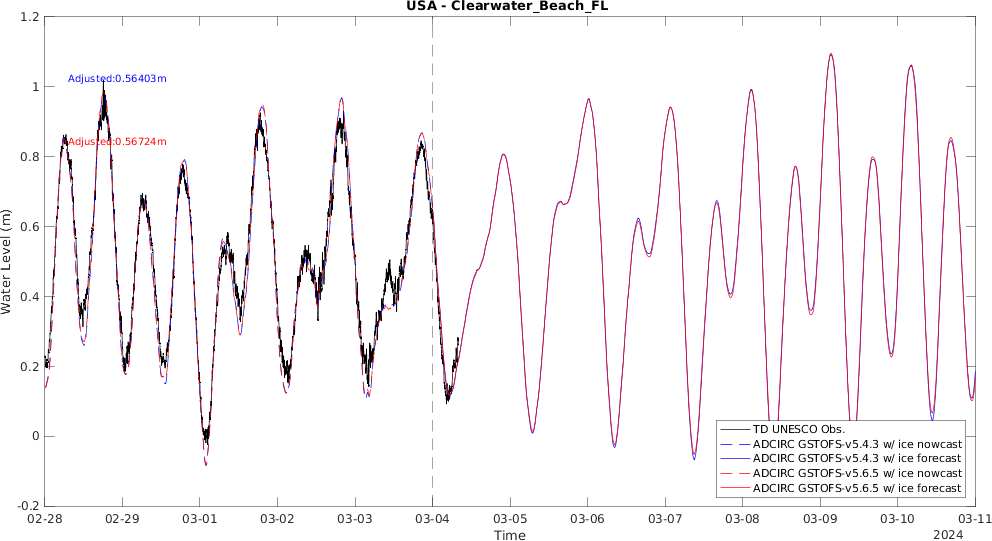 USA - Clearwater_Beach_FL
1.2
1
0.8
0.6
0.4
0.2
0
-0.2
Water Level (m)
Adjusted:0.56403m
Adjusted:0.56724m
TD UNESCO Obs.
ADCIRC GSTOFS-v5.4.3 w/ ice nowcast
ADCIRC GSTOFS-v5.4.3 w/ ice forecast
ADCIRC GSTOFS-v5.6.5 w/ ice nowcast
ADCIRC GSTOFS-v5.6.5 w/ ice forecast
02-28 02-29 03-01 03-02 03-03 03-04 03-05 03-06 03-07 03-08 03-09 03-10 03-11
Time
2024